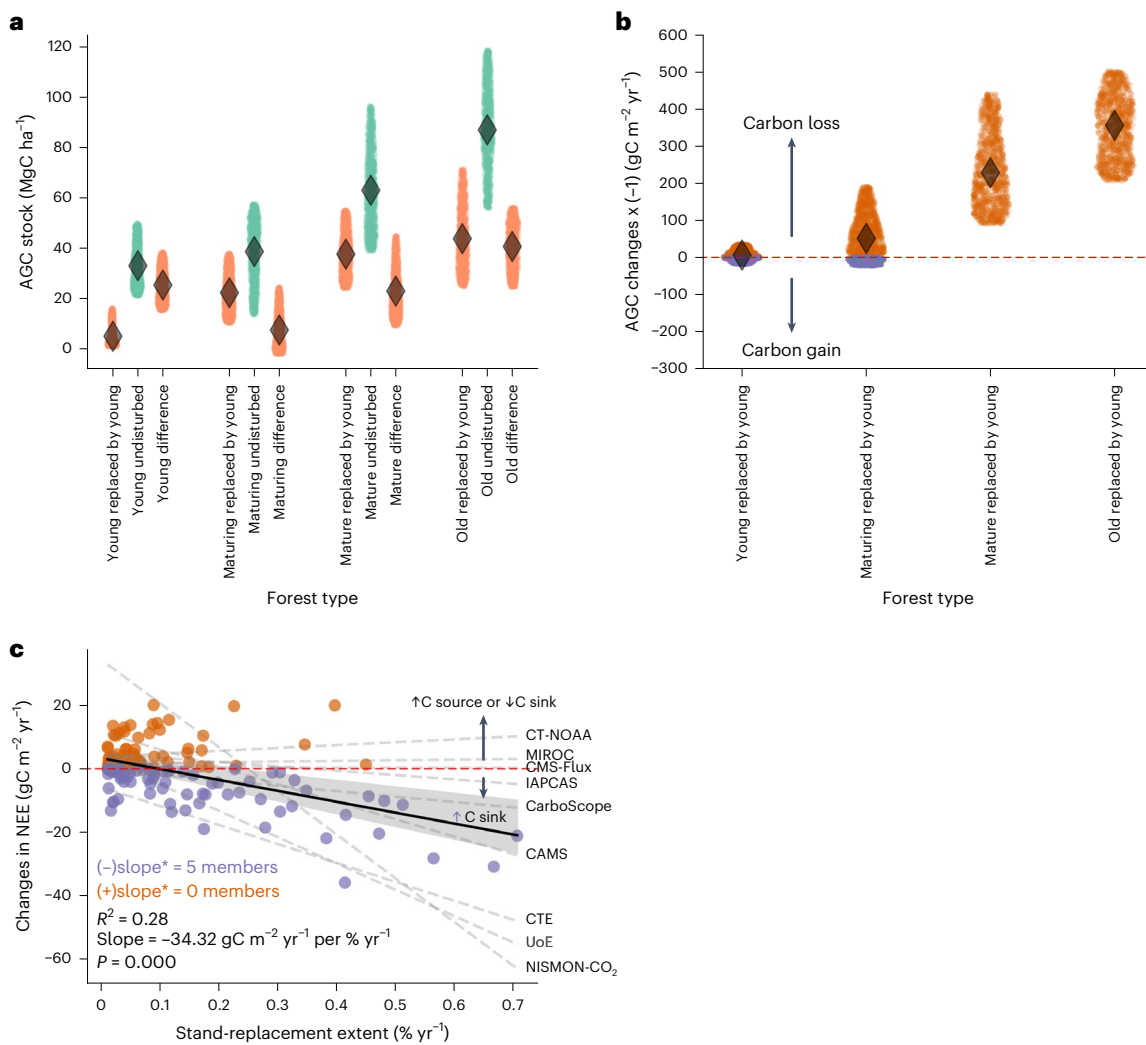 a
AGC stock (MgC ha⁻¹)
120
100
80
60
40
20
0
Young replaced by young
Young undisturbed
Young difference
Maturing replaced by young
Maturing undisturbed
Maturing difference
Mature replaced by young
Mature undisturbed
Mature difference
Old replaced by young
Old undisturbed
Old difference
Forest type
b
AGC changes x (−1) (gC m⁻² yr⁻¹)
600
500
400
300
200
100
0
−100
−200
−300
Carbon loss
Carbon gain
Young replaced by young
Maturing replaced by young
Mature replaced by young
Old replaced by young
Forest type
c
Changes in NEE (gC m⁻² yr⁻¹)
20
0
−20
−40
−60
↑C source or ↓C sink
CT-NOAA
MIROC
CMS-Flux
IAPCAS
CarboScope
↑ C sink
CAMS
CTE
UoE
NISMON-CO₂
(−)slope* = 5 members
(+)slope* = 0 members
R² = 0.28
Slope = −34.32 gC m⁻² yr⁻¹ per % yr⁻¹
P = 0.000
0
0.1
0.2
0.3
0.4
0.5
0.6
0.7
Stand-replacement extent (% yr⁻¹)